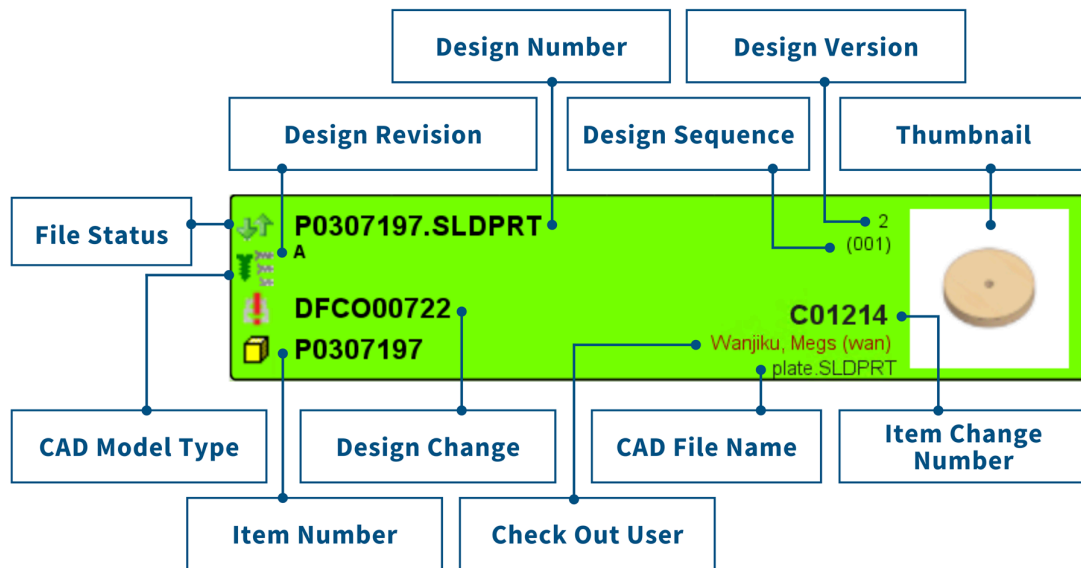 Design Number
Design Version
Design Revision
Design Sequence
Thumbnail
File Status
P0307197.SLDPRT
2
A
(001)
DFCO00722
C01214
P0307197
Wanjiku, Megs (wan)
plate.SLDPRT
CAD Model Type
Design Change
CAD File Name
Item Change
Number
Item Number
Check Out User